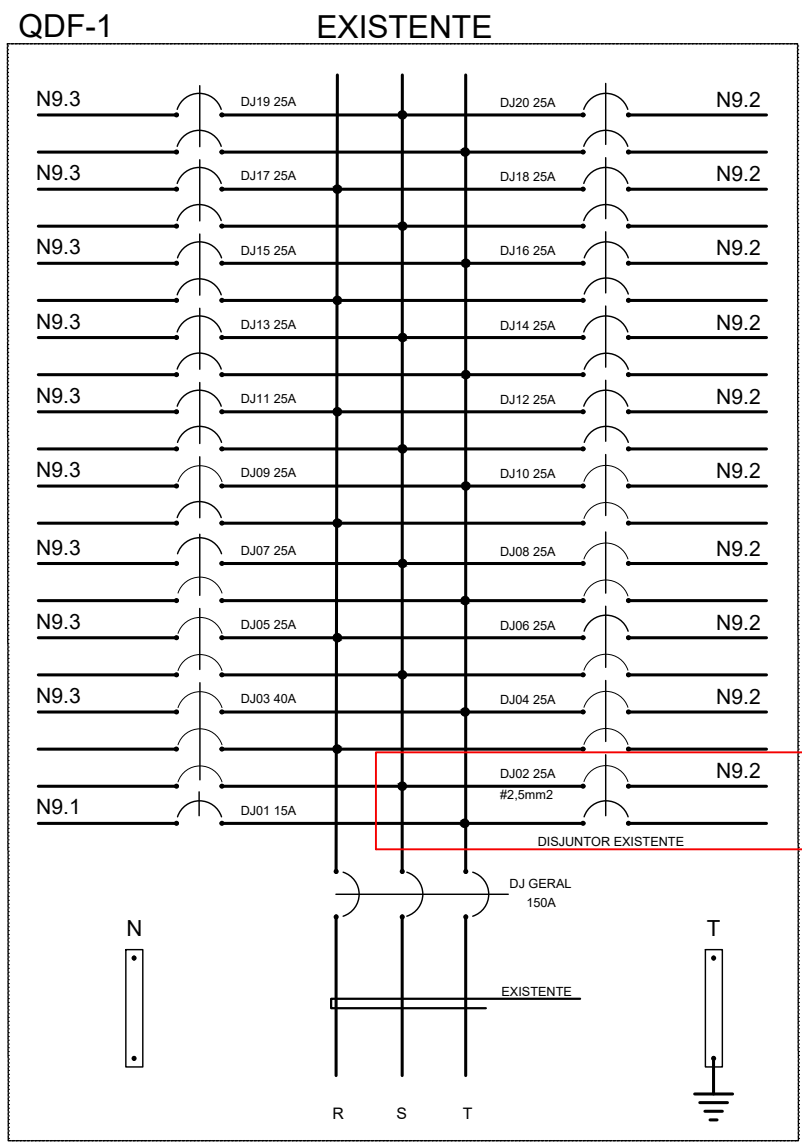 QDF-1 EXISTENTE
N9.3 DJ19 25A DJ20 25A N9.2
N9.3 DJ17 25A DJ18 25A N9.2
N9.3 DJ15 25A DJ16 25A N9.2
N9.3 DJ13 25A DJ14 25A N9.2
N9.3 DJ11 25A DJ12 25A N9.2
N9.3 DJ09 25A DJ10 25A N9.2
N9.3 DJ07 25A DJ08 25A N9.2
N9.3 DJ05 25A DJ06 25A N9.2
N9.3 DJ03 40A DJ04 25A N9.2
DJ02 25A N9.2
#2,5mm2
N9.1 DJ01 15A
DISJUNTOR EXISTENTE
DJ GERAL
150A
N T
EXISTENTE
R S T